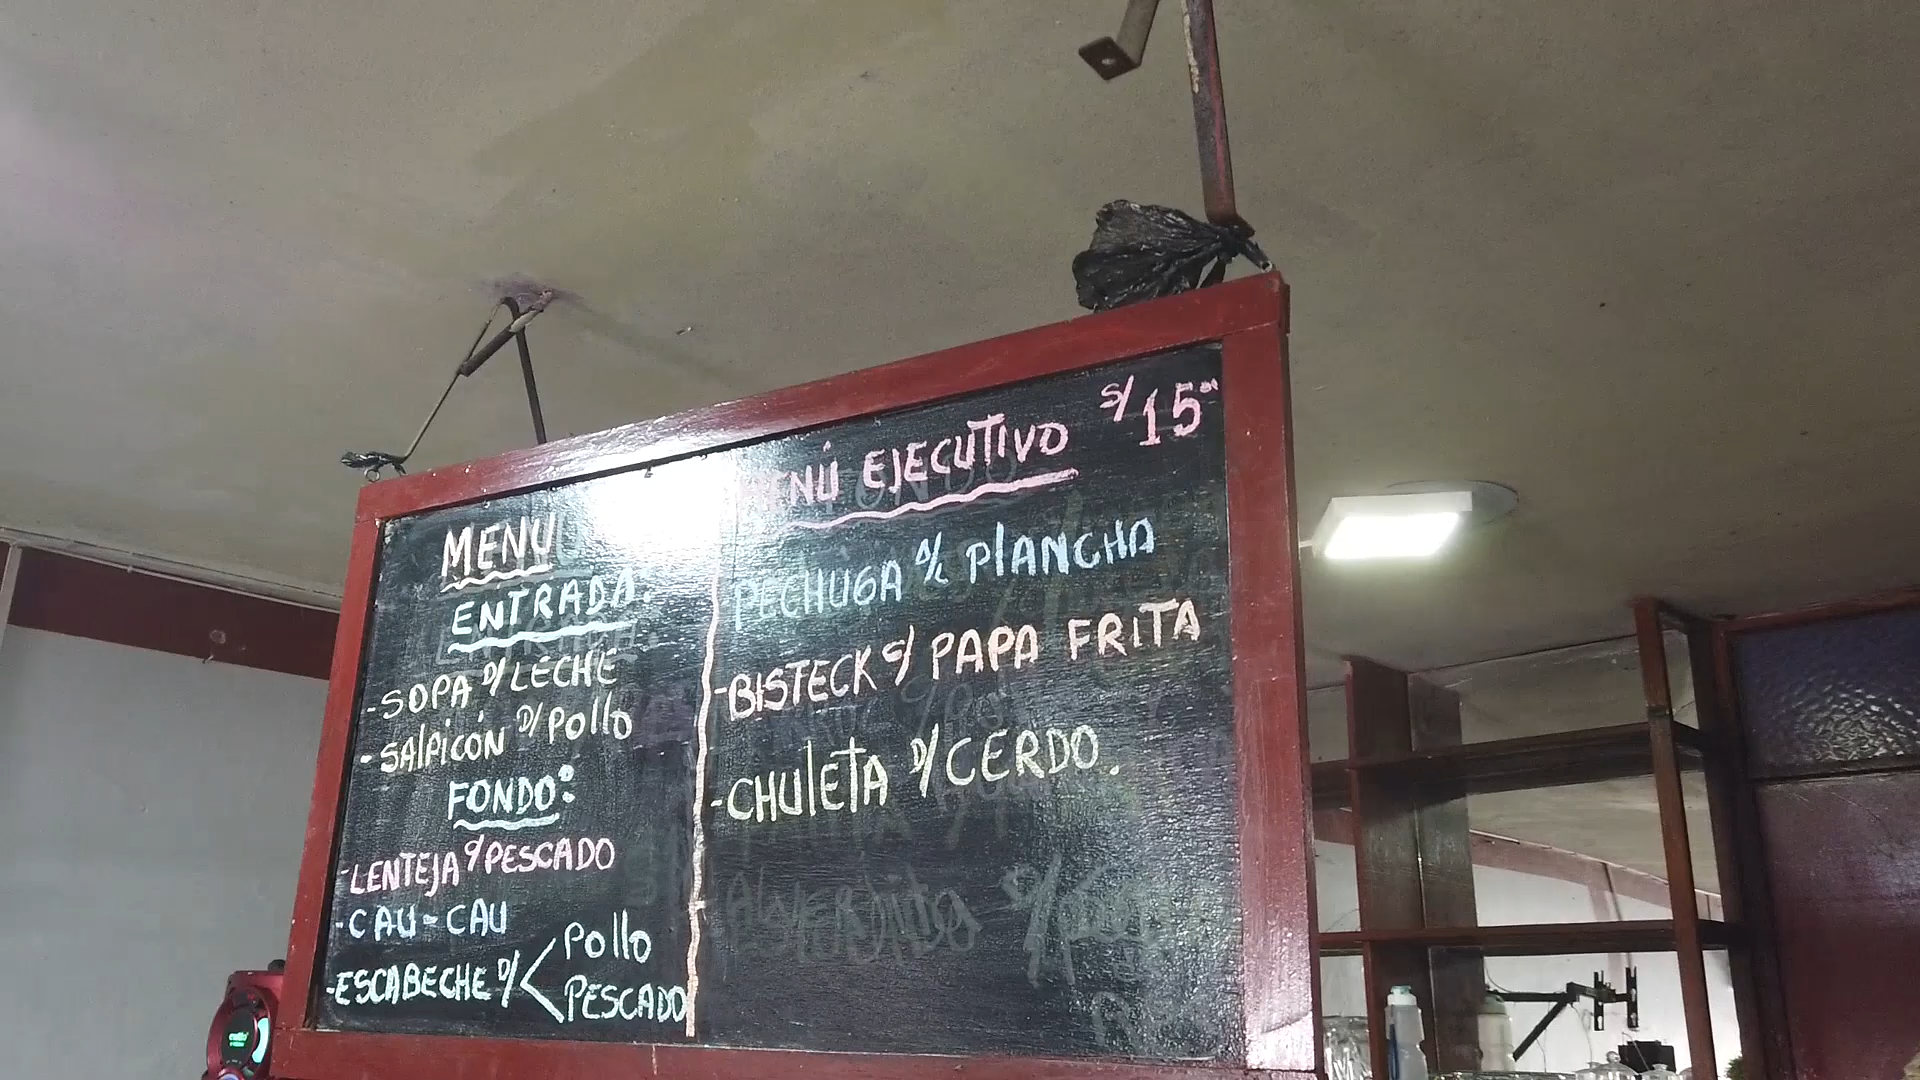 MENU
ENTRADA:
-SOPA D/LECHE
-SALPICÓN D/POLLO
FONDO:
-LENTEJA C/PESCADO
-CAU-CAU
-ESCABECHE D/ POLLO
PESCADO
MENÚ EJECUTIVO S/15
PECHUGA A/L PLANCHA
-BISTECK C/ PAPA FRITA
-CHULETA D/CERDO.